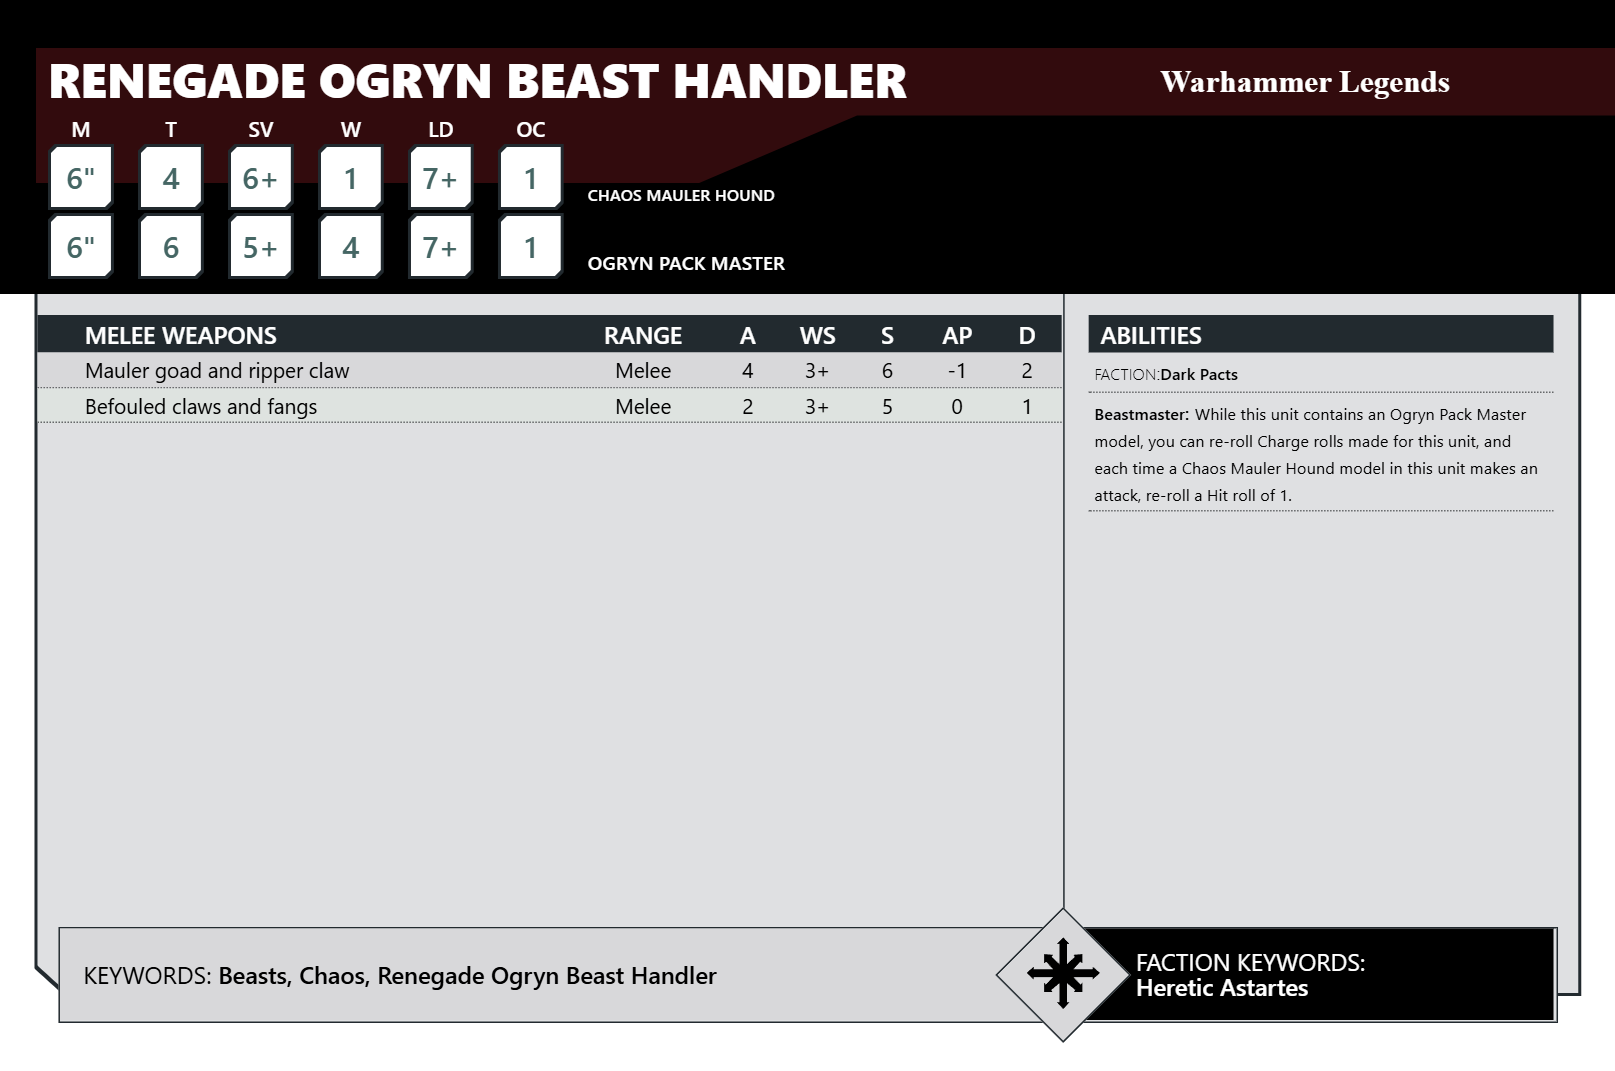 RENEGADE OGRYN BEAST HANDLER
Warhammer Legends
M T SV W LD OC
6" 4 6+ 1 7+ 1 CHAOS MAULER HOUND
6" 6 5+ 4 7+ 1 OGRYN PACK MASTER
MELEE WEAPONS RANGE A WS S AP D
Mauler goad and ripper claw Melee 4 3+ 6 -1 2
Befouled claws and fangs Melee 2 3+ 5 0 1
ABILITIES
FACTION:Dark Pacts
Beastmaster: While this unit contains an Ogryn Pack Master
model, you can re-roll Charge rolls made for this unit, and
each time a Chaos Mauler Hound model in this unit makes an
attack, re-roll a Hit roll of 1.
KEYWORDS: Beasts, Chaos, Renegade Ogryn Beast Handler
FACTION KEYWORDS:
Heretic Astartes